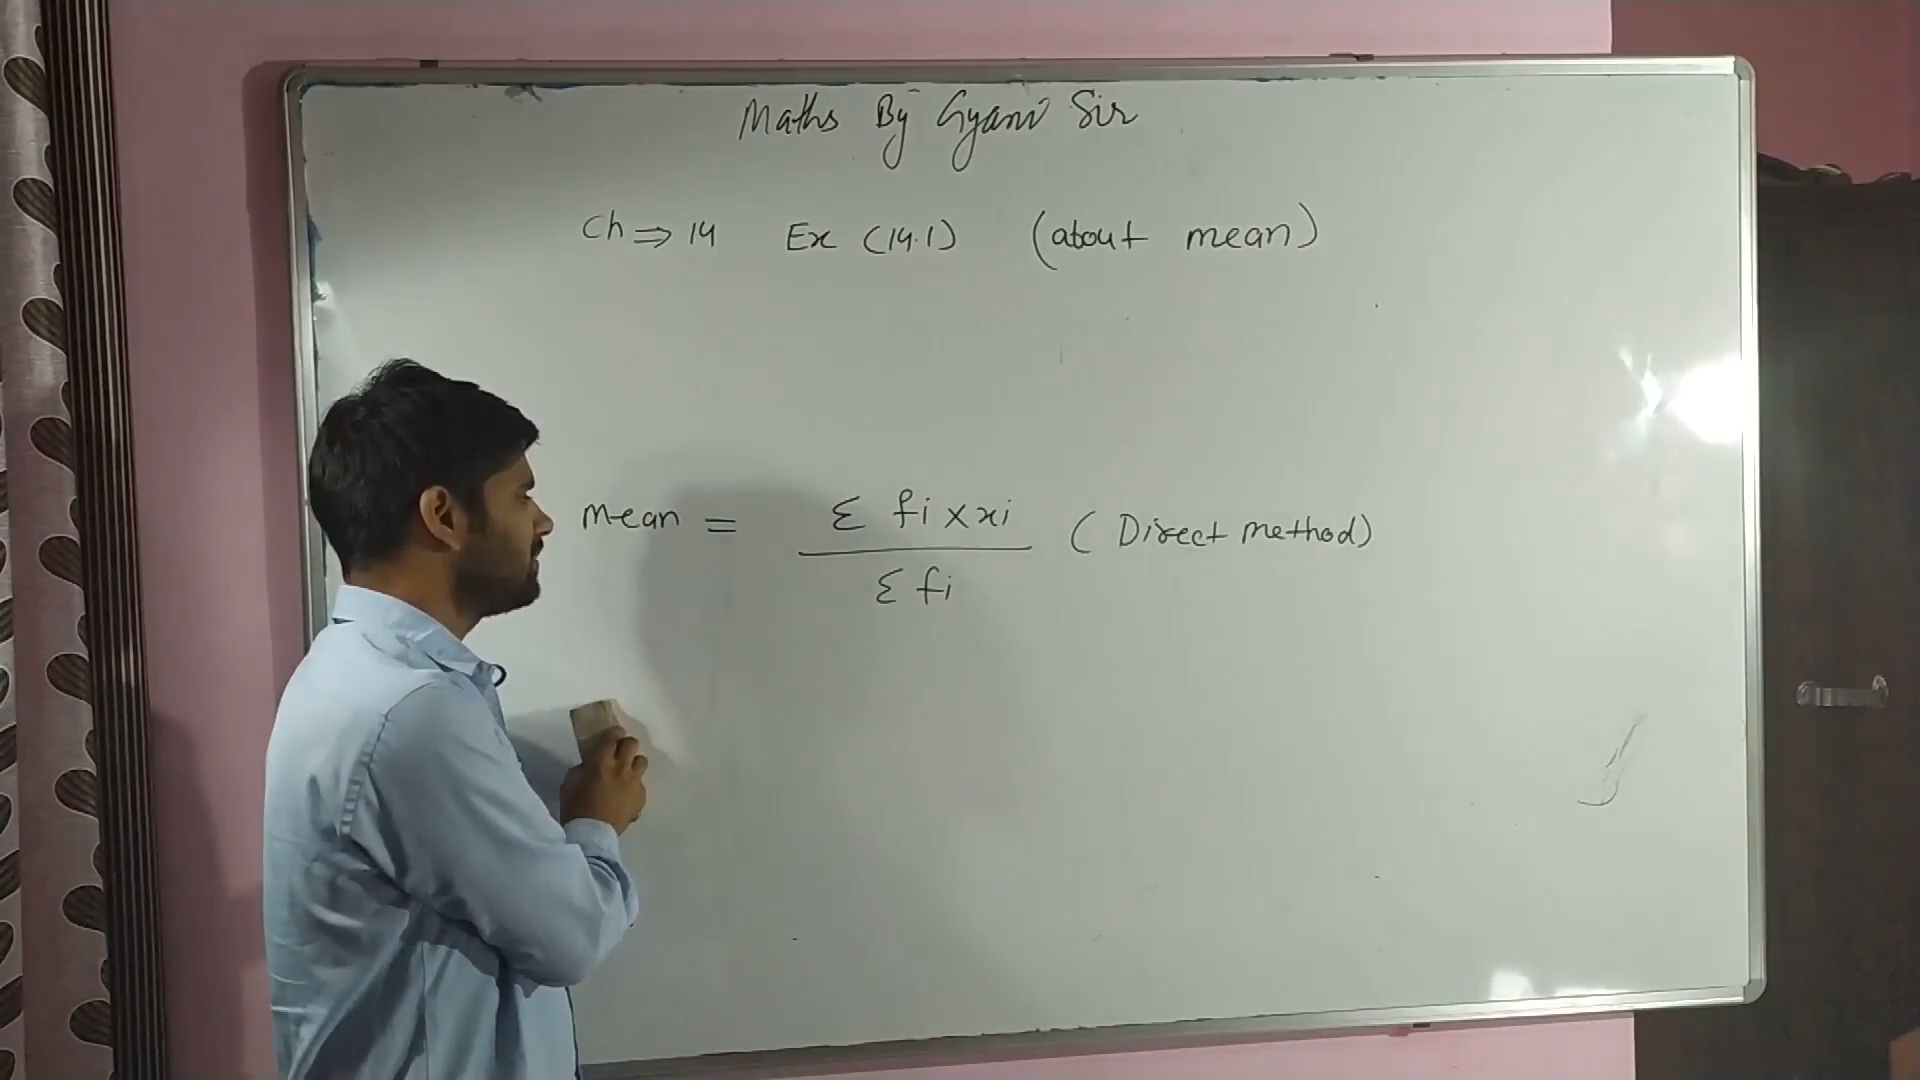 Maths By Gyani Sir
Ch ⇒ 14 Ex (14.1) (about mean)
mean = Σ fi × xi / Σ fi (Direct method)